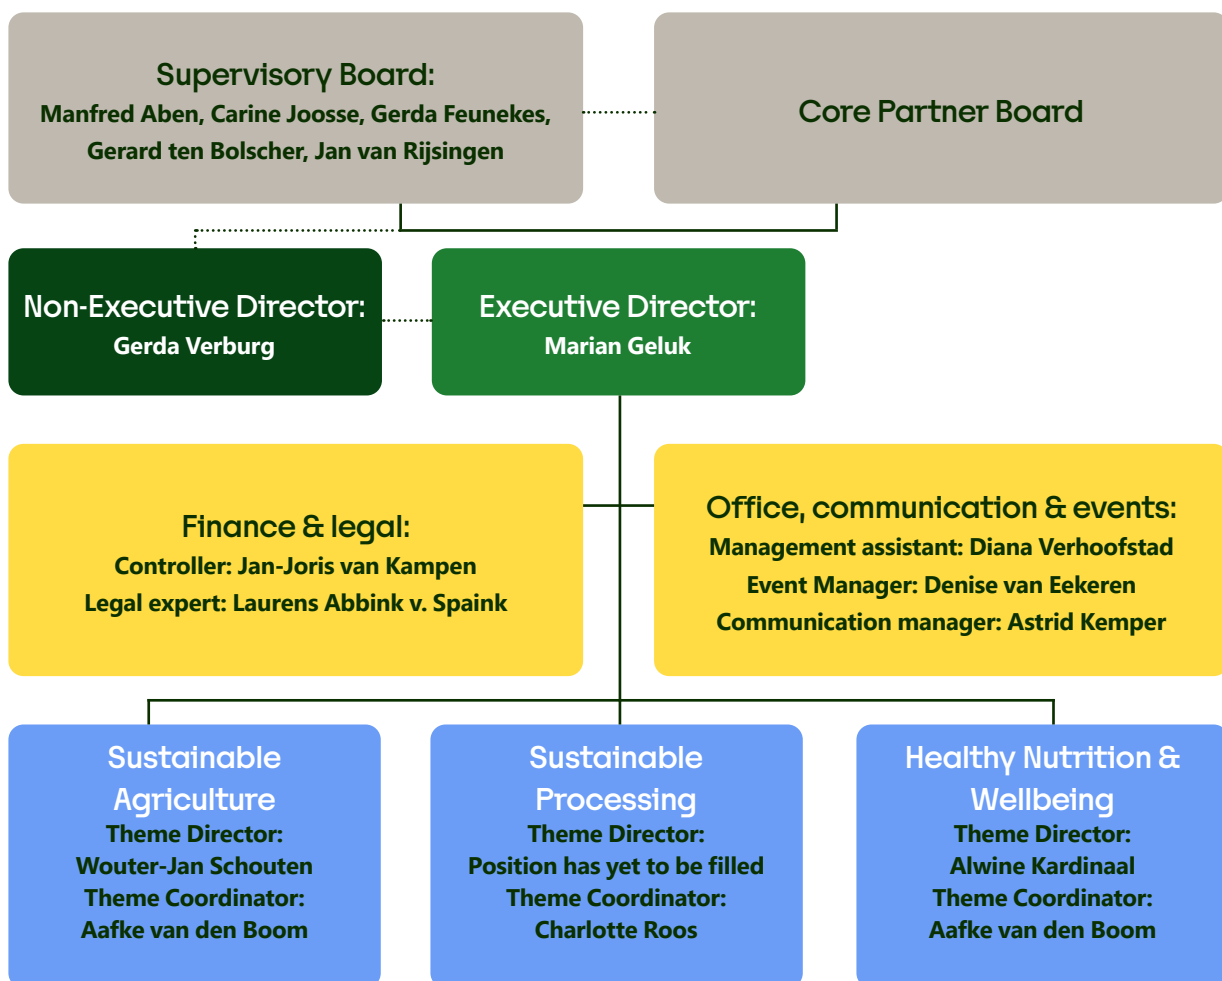 Supervisory Board:
Manfred Aben, Carine Joosse, Gerda Feunekes,
Gerard ten Bolscher, Jan van Rijsingen
Core Partner Board
Non-Executive Director:
Gerda Verburg
Executive Director:
Marian Geluk
Finance & legal:
Controller: Jan-Joris van Kampen
Legal expert: Laurens Abbink v. Spaink
Office, communication & events:
Management assistant: Diana Verhoofstad
Event Manager: Denise van Eekeren
Communication manager: Astrid Kemper
Sustainable
Agriculture
Theme Director:
Wouter-Jan Schouten
Theme Coordinator:
Aafke van den Boom
Sustainable
Processing
Theme Director:
Position has yet to be filled
Theme Coordinator:
Charlotte Roos
Healthy Nutrition &
Wellbeing
Theme Director:
Alwine Kardinaal
Theme Coordinator:
Aafke van den Boom